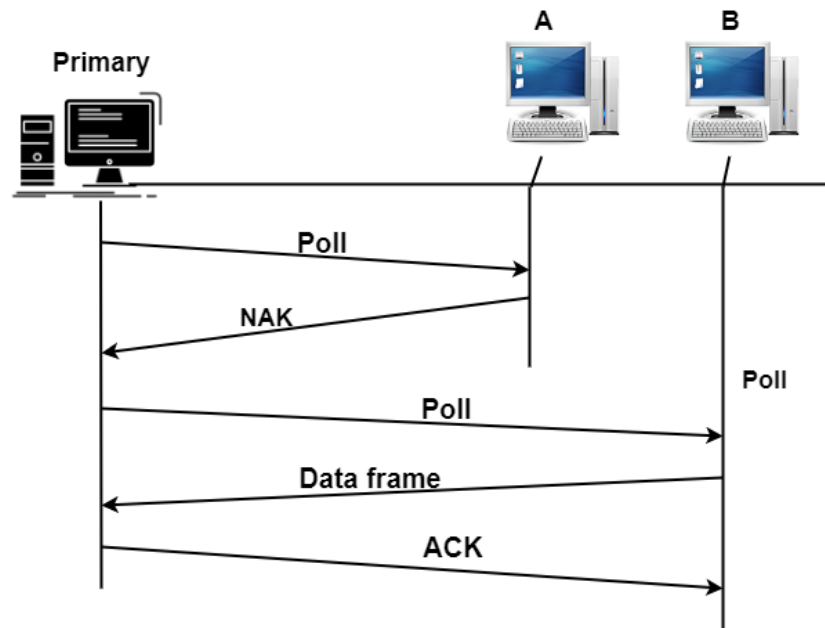 A
B
Primary
Poll
NAK
Poll
Poll
Data frame
ACK